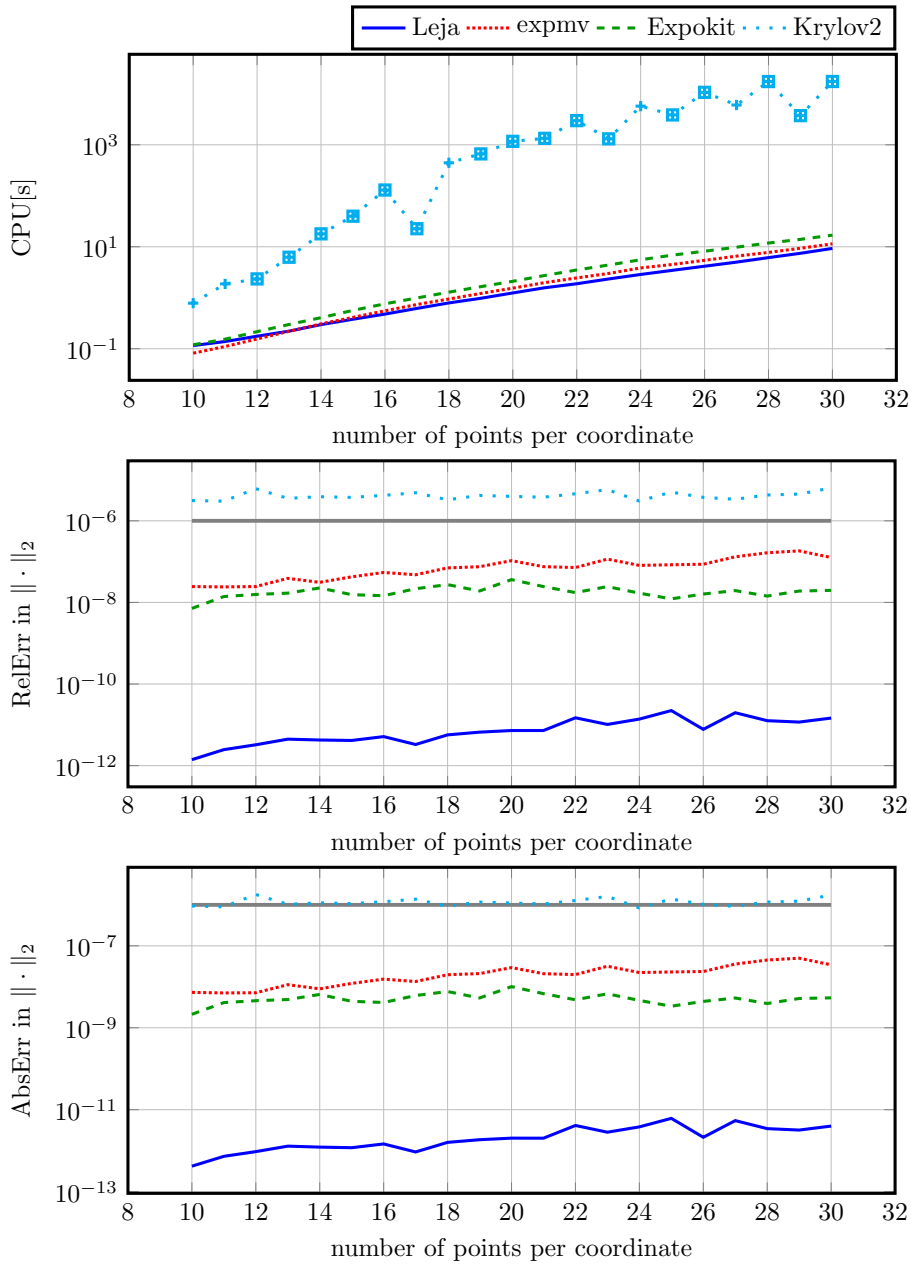 Leja expmv Expokit Krylov2
CPU[s]
10^3
10^1
10^−1
8 10 12 14 16 18 20 22 24 26 28 30 32
number of points per coordinate
RelErr in ‖ · ‖₂
10^−6
10^−8
10^−10
10^−12
8 10 12 14 16 18 20 22 24 26 28 30 32
number of points per coordinate
AbsErr in ‖ · ‖₂
10^−7
10^−9
10^−11
10^−13
8 10 12 14 16 18 20 22 24 26 28 30 32
number of points per coordinate